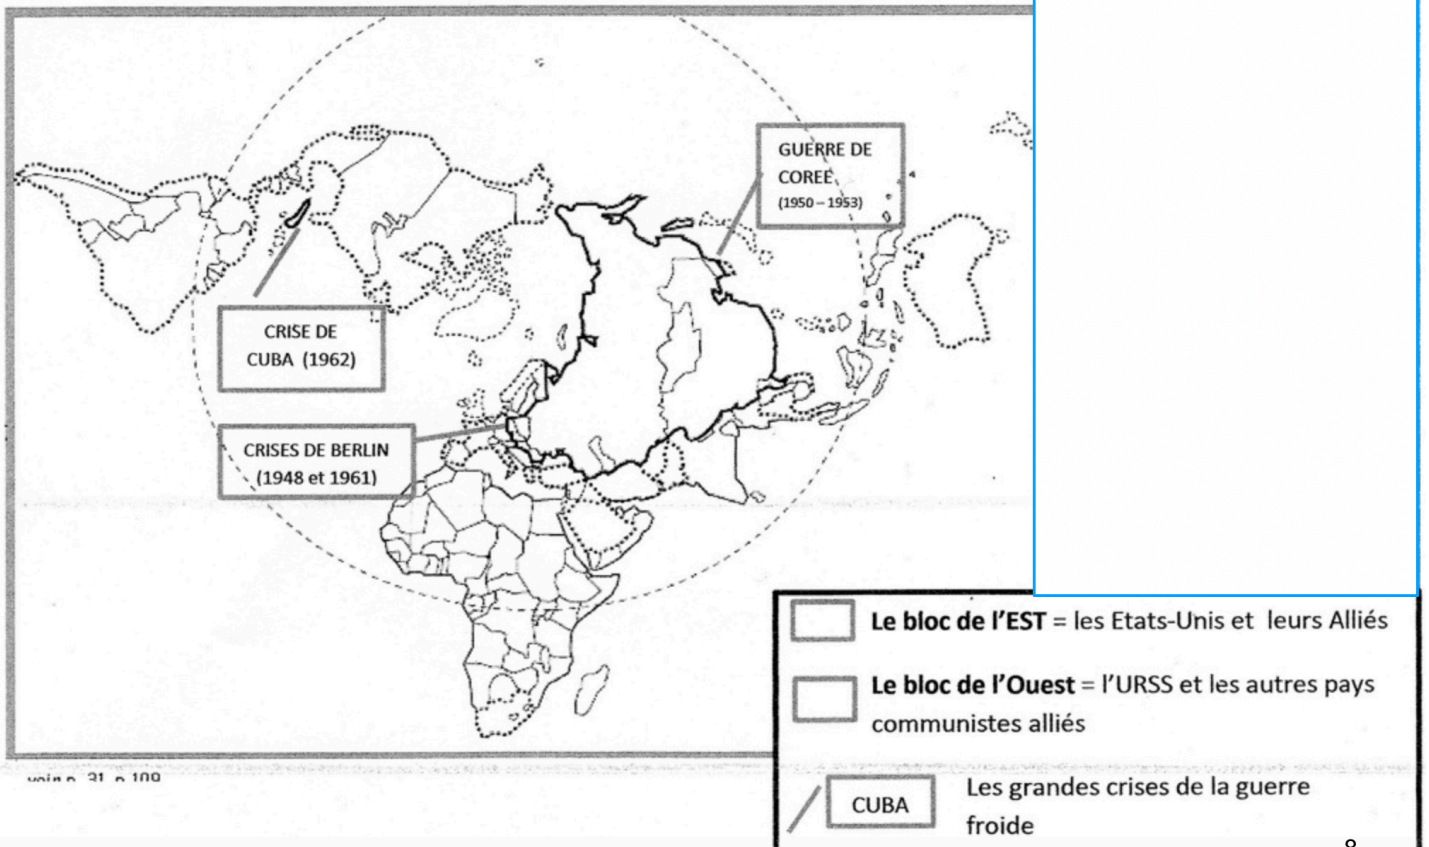 GUERRE DE
COREE
(1950 – 1953)
CRISE DE
CUBA (1962)
CRISES DE BERLIN
(1948 et 1961)
Le bloc de l'EST = les Etats-Unis et leurs Alliés
Le bloc de l'Ouest = l'URSS et les autres pays
communistes alliés
CUBA
Les grandes crises de la guerre
froide